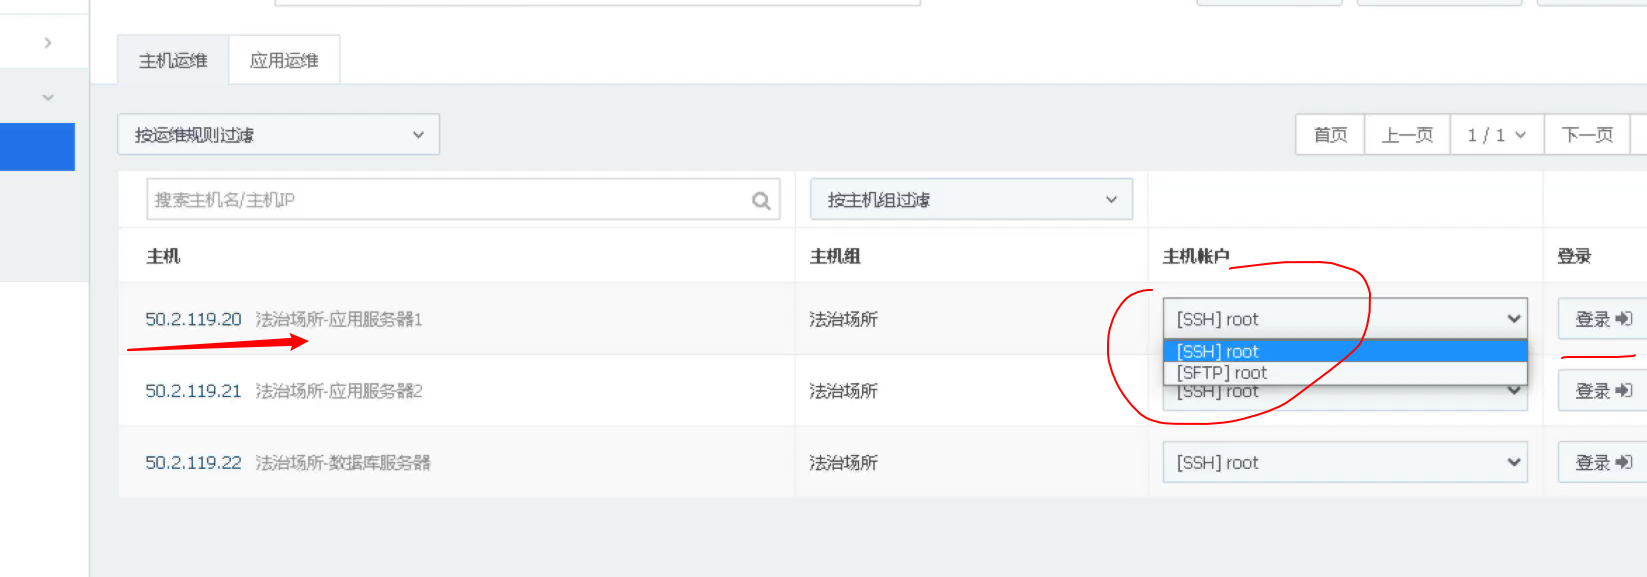 主机运维 应用运维
按运维规则过滤 首页 上一页 1 / 1 下一页
搜索主机名/主机IP 按主机组过滤
主机 主机组 主机帐户 登录
50.2.119.20 法治场所-应用服务器1 法治场所 [SSH] root 登录
[SSH] root
[SFTP] root
50.2.119.21 法治场所-应用服务器2 法治场所 [SSH] root 登录
50.2.119.22 法治场所-数据库服务器 法治场所 [SSH] root 登录